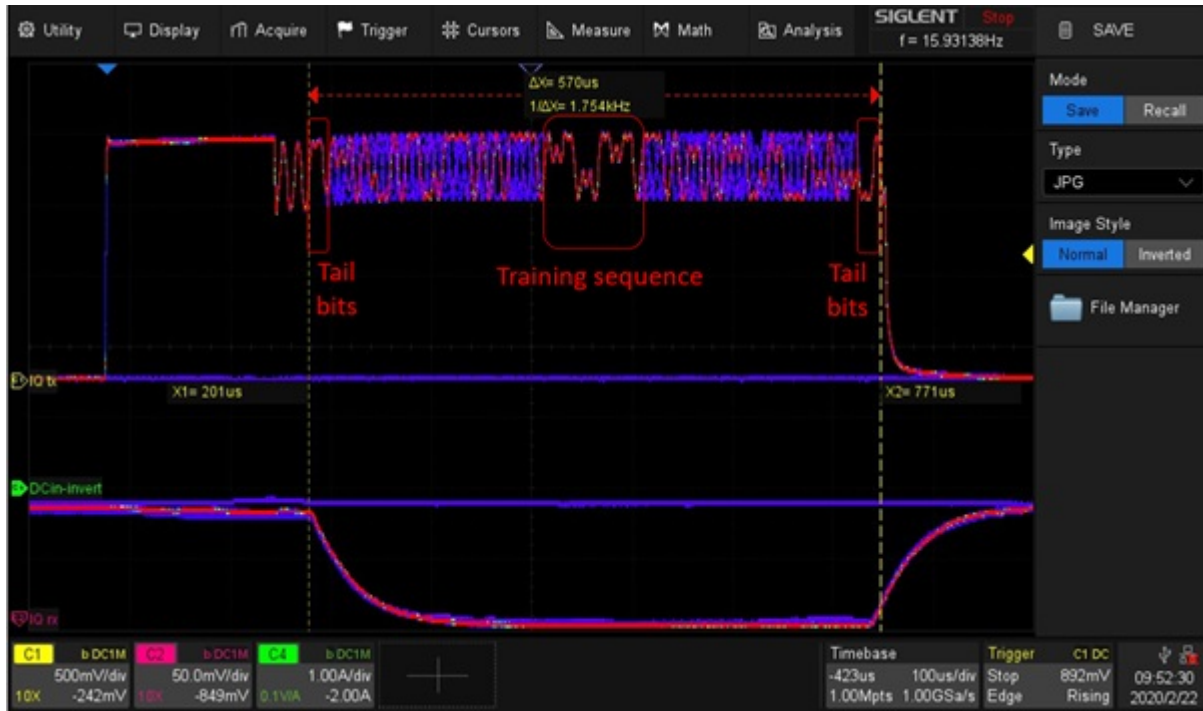 Utility Display Acquire Trigger Cursors Measure Math Analysis
SIGLENT Stop
f = 15.93138Hz
SAVE
Mode
Save Recall
Type
JPG
Image Style
Normal Inverted
File Manager
ΔX= 570us
1/ΔX= 1.754kHz
Tail
bits
Training sequence
Tail
bits
IQ tx
X1= 201us
X2= 771us
DCin-invert
IQ rx
C1 b DC1M
500mV/div
10X -242mV
C2 b DC1M
50.0mV/div
10X -849mV
C4 b DC1M
1.00A/div
0.1V/A -2.00A
Timebase
-423us 100us/div
1.00Mpts 1.00GSa/s
Trigger C1 DC
Stop 892mV
Edge Rising
09:52:30
2020/2/22